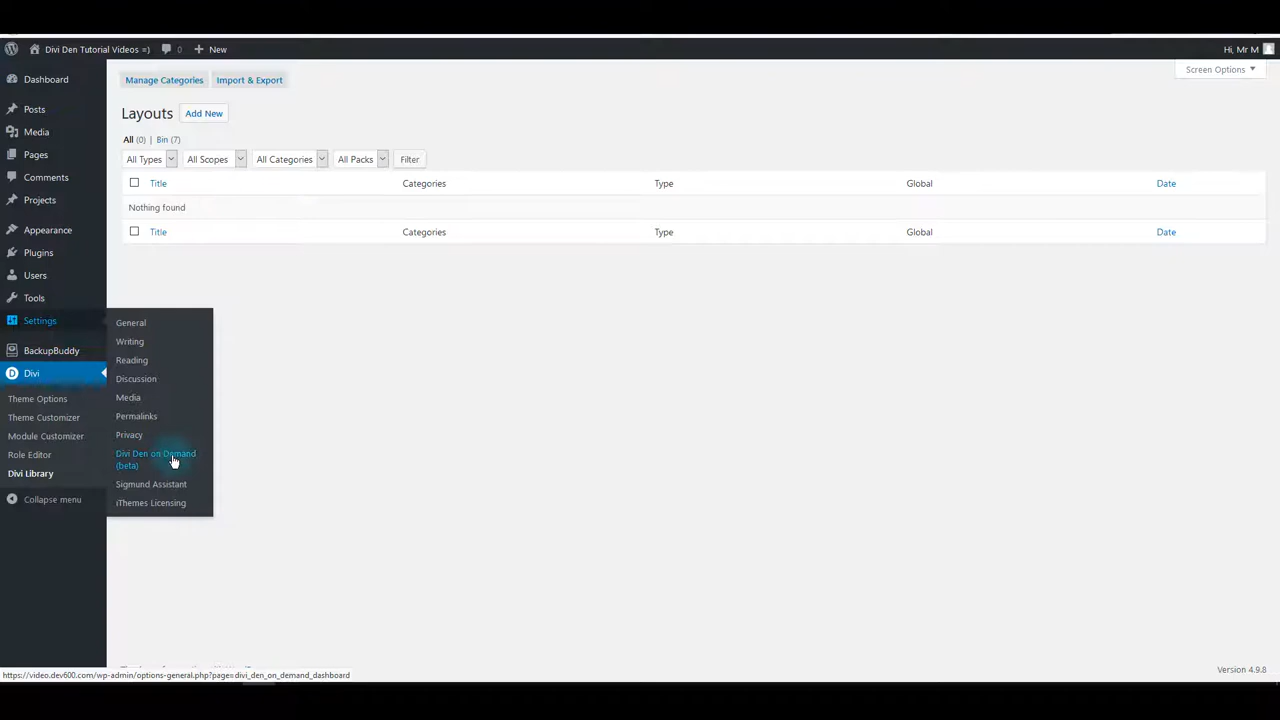 Divi Den Tutorial Videos =) 0 New Hi, Mr M
Screen Options
Manage Categories Import & Export
Layouts Add New
All (0) | Bin (7)
All Types All Scopes All Categories All Packs Filter
Title Categories Type Global Date
Nothing found
Title Categories Type Global Date
Dashboard
Posts
Media
Pages
Comments
Projects
Appearance
Plugins
Users
Tools
Settings
BackupBuddy
Divi
Theme Options
Theme Customizer
Module Customizer
Role Editor
Divi Library
Collapse menu
General
Writing
Reading
Discussion
Media
Permalinks
Privacy
Divi Den on Demand
(beta)
Sigmund Assistant
iThemes Licensing
Version 4.9.8
https://video.dev600.com/wp-admin/options-general.php?page=divi_den_on_demand_dashboard